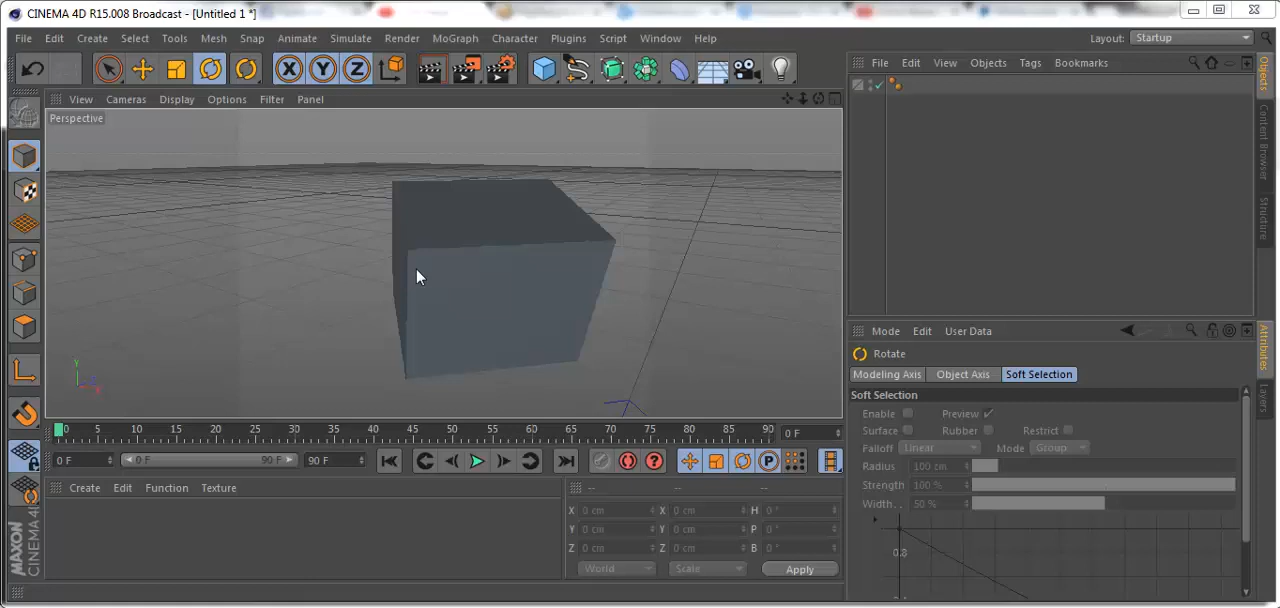 CINEMA 4D R15.008 Broadcast - [Untitled 1 *]
File Edit Create Select Tools Mesh Snap Animate Simulate Render MoGraph Character Plugins Script Window Help
Layout: Startup
X Y Z
File Edit View Objects Tags Bookmarks
View Cameras Display Options Filter Panel
Perspective
Objects
Content Browser
Structure
Y
Mode Edit User Data
Rotate
Modeling Axis Object Axis Soft Selection
Soft Selection
Enable Preview
Surface Rubber Restrict
Falloff Linear Mode Group
Radius 100 cm
Strength 100 %
Width. . 50 %
Attributes
Layers
0 5 10 15 20 25 30 35 40 45 50 55 60 65 70 75 80 85 90
0 F
0 F 0 F 90 F 90 F
P
Create Edit Function Texture
-- -- --
X 0 cm X 0 cm H 0 °
Y 0 cm Y 0 cm P 0 °
Z 0 cm Z 0 cm B 0 °
World Scale Apply
MAXON
CINEMA 4D